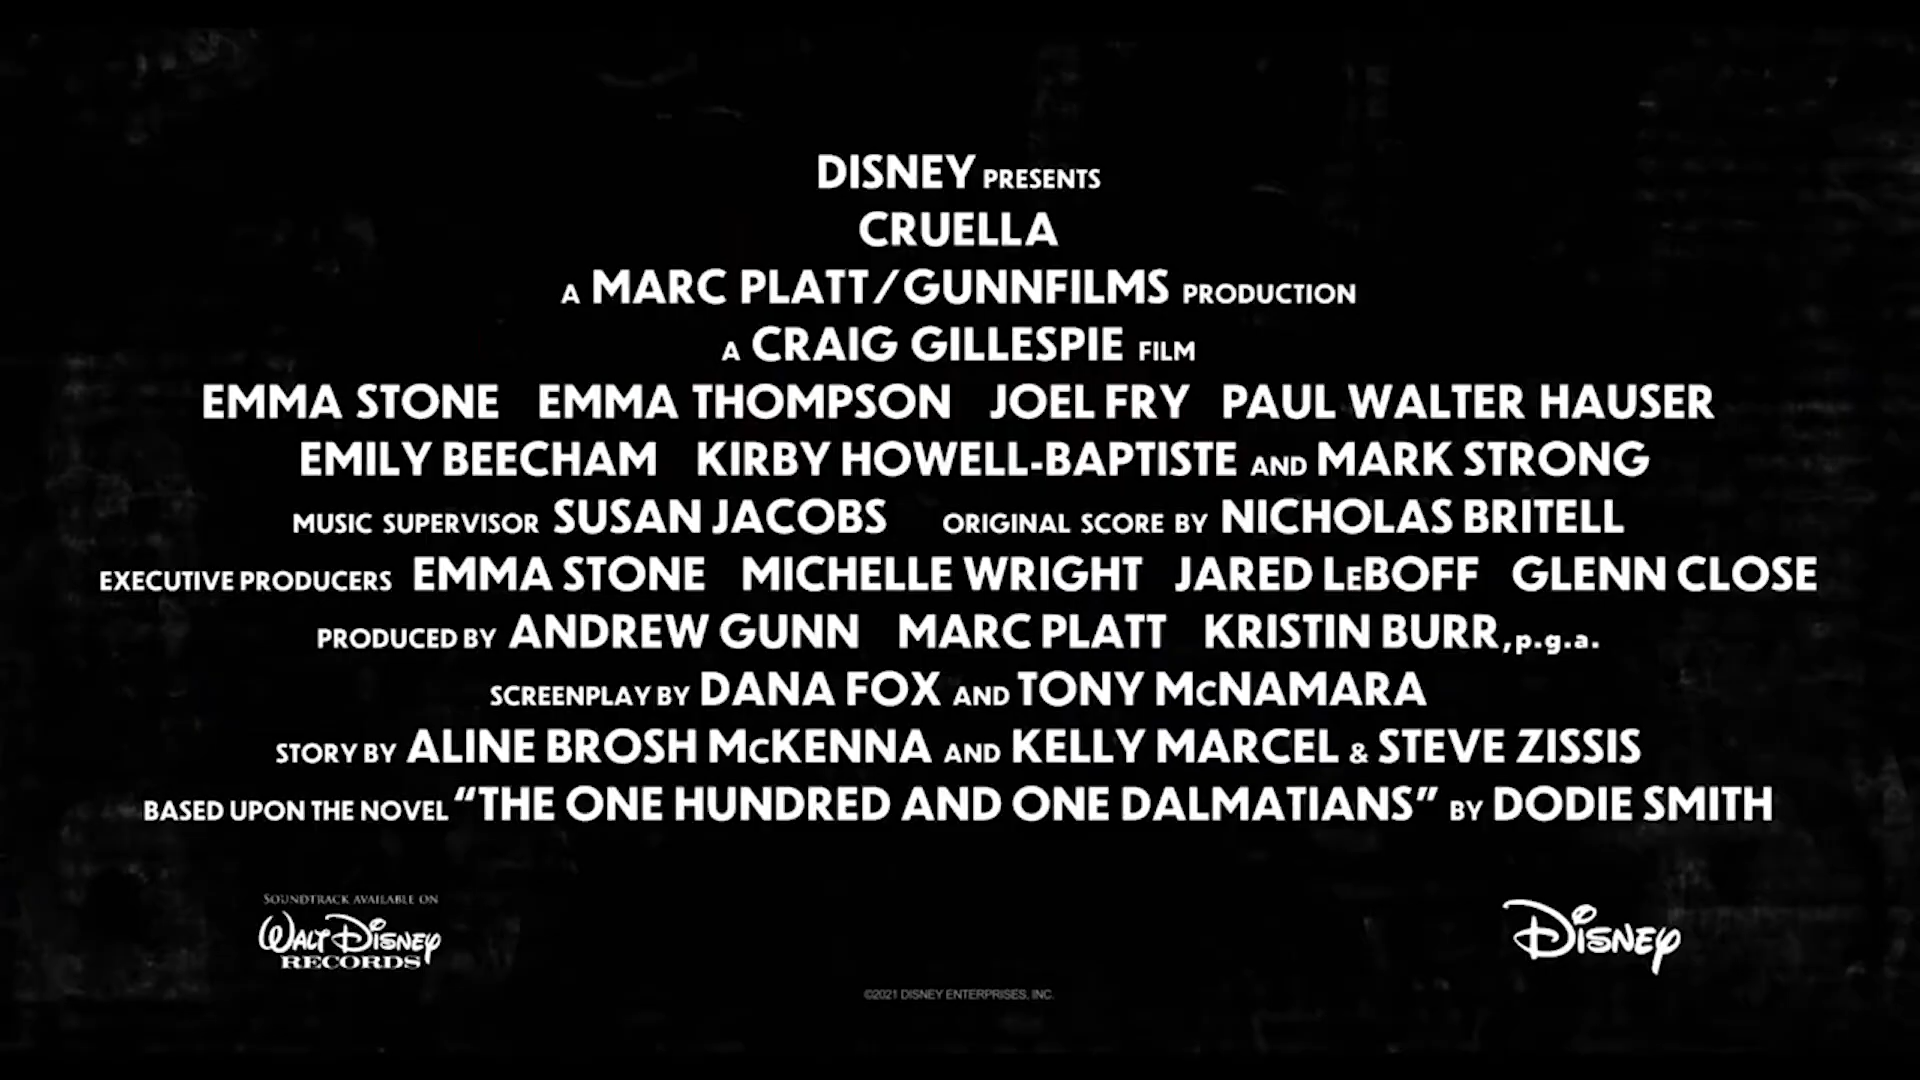 DISNEY PRESENTS
CRUELLA
A MARC PLATT/GUNNFILMS PRODUCTION
A CRAIG GILLESPIE FILM
EMMA STONE EMMA THOMPSON JOEL FRY PAUL WALTER HAUSER
EMILY BEECHAM KIRBY HOWELL-BAPTISTE AND MARK STRONG
MUSIC SUPERVISOR SUSAN JACOBS ORIGINAL SCORE BY NICHOLAS BRITELL
EXECUTIVE PRODUCERS EMMA STONE MICHELLE WRIGHT JARED LEBOFF GLENN CLOSE
PRODUCED BY ANDREW GUNN MARC PLATT KRISTIN BURR, p.g.a.
SCREENPLAY BY DANA FOX AND TONY McNAMARA
STORY BY ALINE BROSH McKENNA AND KELLY MARCEL & STEVE ZISSIS
BASED UPON THE NOVEL “THE ONE HUNDRED AND ONE DALMATIANS” BY DODIE SMITH
SOUNDTRACK AVAILABLE ON
WALT DISNEY
RECORDS
DISNEY
©2021 DISNEY ENTERPRISES, INC.